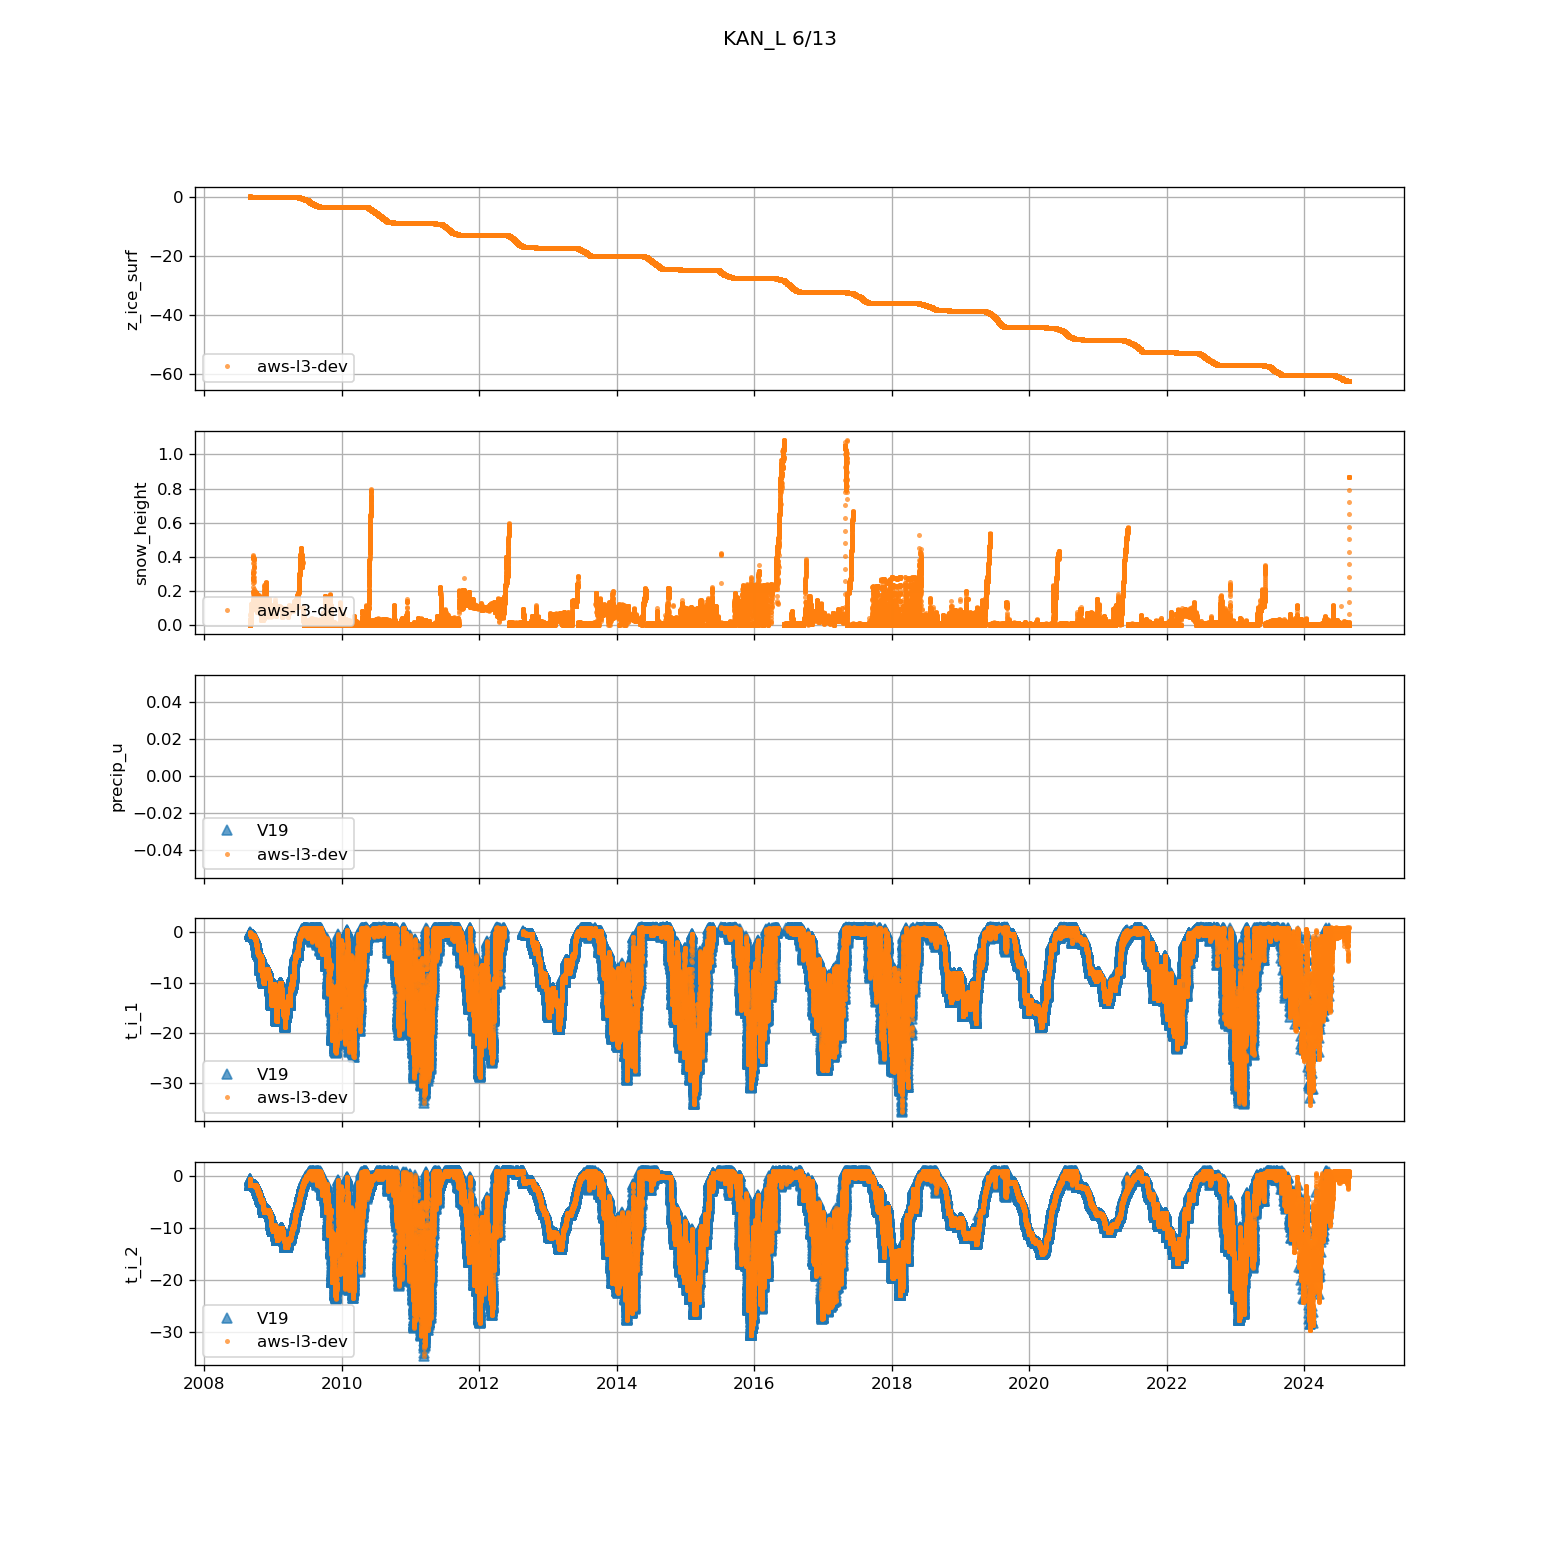 KAN_L 6/13
0
−20
−40
−60
z_ice_surf
aws-l3-dev
1.0
0.8
0.6
0.4
0.2
0.0
snow_height
aws-l3-dev
0.04
0.02
0.00
−0.02
−0.04
precip_u
V19
aws-l3-dev
0
−10
−20
−30
t_i_1
V19
aws-l3-dev
0
−10
−20
−30
t_i_2
V19
aws-l3-dev
2008 2010 2012 2014 2016 2018 2020 2022 2024